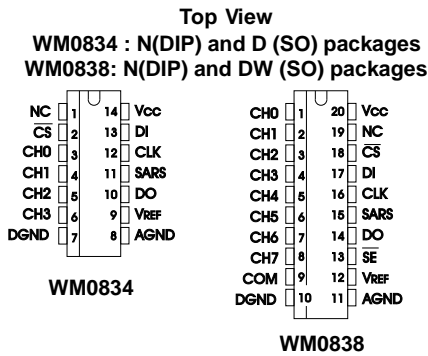 Top View
WM0834 : N(DIP) and D (SO) packages
WM0838: N(DIP) and DW (SO) packages
NC 1 14 Vcc
C̅S̅ 2 13 DI
CH0 3 12 CLK
CH1 4 11 SARS
CH2 5 10 DO
CH3 6 9 VREF
DGND 7 8 AGND
WM0834
CH0 1 20 Vcc
CH1 2 19 NC
CH2 3 18 C̅S̅
CH3 4 17 DI
CH4 5 16 CLK
CH5 6 15 SARS
CH6 7 14 DO
CH7 8 13 S̅E̅
COM 9 12 VREF
DGND 10 11 AGND
WM0838